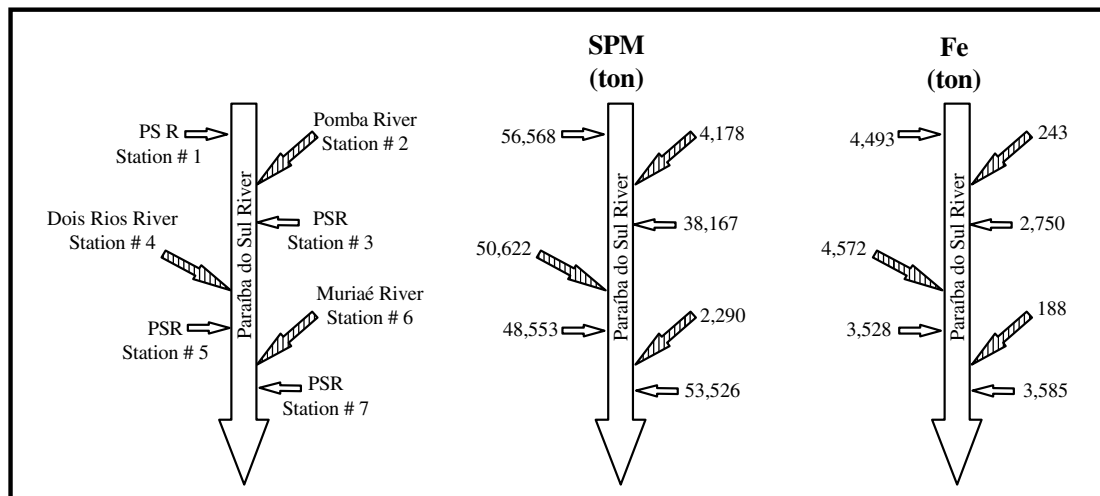 PS R
Station # 1
Pomba River
Station # 2
Dois Rios River
Station # 4
PSR
Station # 3
PSR
Station # 5
Muriaé River
Station # 6
PSR
Station # 7
Paraíba do Sul River
SPM
(ton)
56,568
4,178
38,167
50,622
48,553
2,290
53,526
Paraíba do Sul River
Fe
(ton)
4,493
243
2,750
4,572
3,528
188
3,585
Paraíba do Sul River